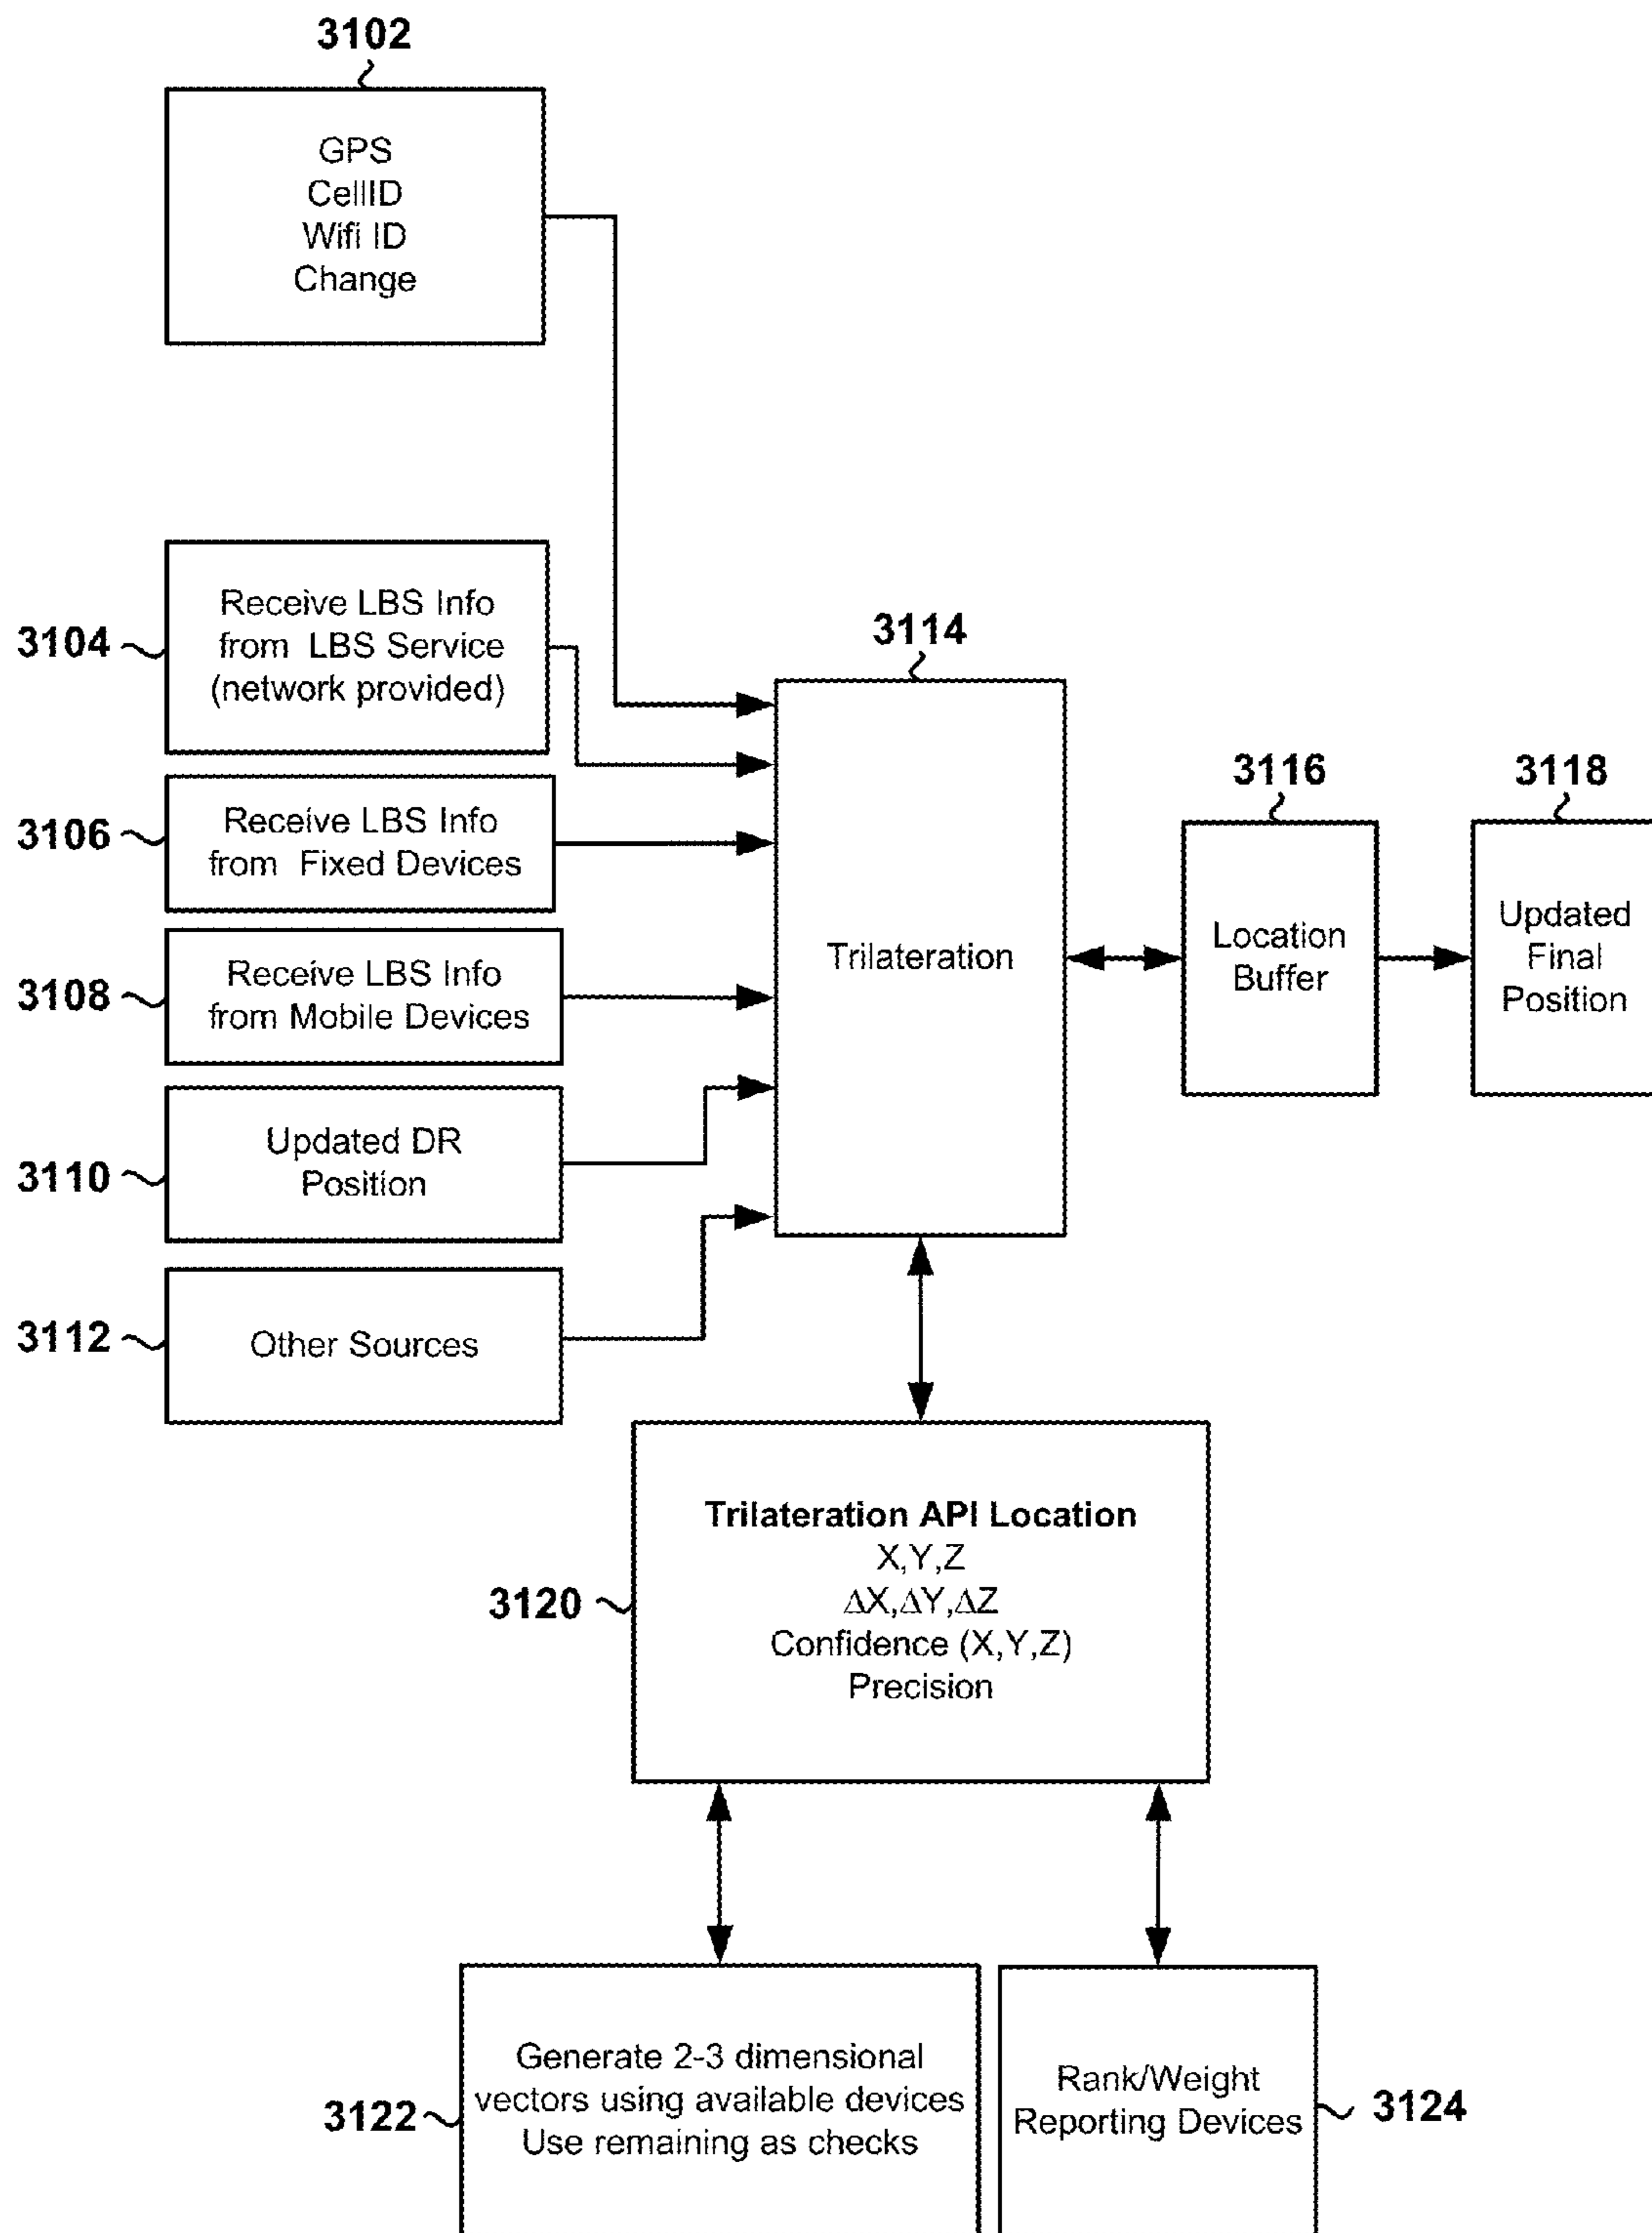 3102
GPS
CellID
Wifi ID
Change
3104
Receive LBS Info
from LBS Service
(network provided)
3106
Receive LBS Info
from Fixed Devices
3108
Receive LBS Info
from Mobile Devices
3110
Updated DR
Position
3112
Other Sources
3114
Trilateration
3116
Location
Buffer
3118
Updated
Final
Position
3120
Trilateration API Location
X,Y,Z
ΔX,ΔY,ΔZ
Confidence (X,Y,Z)
Precision
3122
Generate 2-3 dimensional
vectors using available devices
Use remaining as checks
Rank/Weight
Reporting Devices
3124